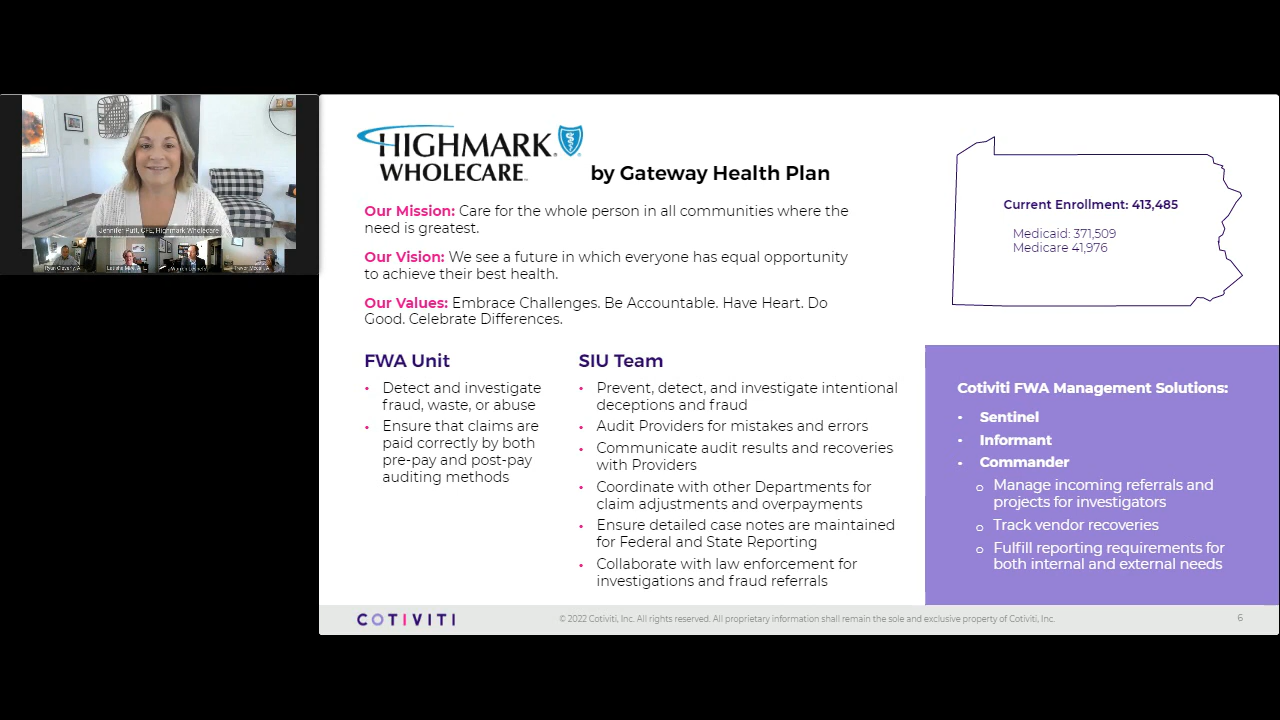 Jennifer Putt, CFE, Highmark Wholecare
HIGHMARK
WHOLECARE
by Gateway Health Plan
Our Mission: Care for the whole person in all communities where the
need is greatest.
Our Vision: We see a future in which everyone has equal opportunity
to achieve their best health.
Our Values: Embrace Challenges. Be Accountable. Have Heart. Do
Good. Celebrate Differences.
Current Enrollment: 413,485
Medicaid: 371,509
Medicare 41,976
FWA Unit
• Detect and investigate
fraud, waste, or abuse
• Ensure that claims are
paid correctly by both
pre-pay and post-pay
auditing methods
SIU Team
• Prevent, detect, and investigate intentional
deceptions and fraud
• Audit Providers for mistakes and errors
• Communicate audit results and recoveries
with Providers
• Coordinate with other Departments for
claim adjustments and overpayments
• Ensure detailed case notes are maintained
for Federal and State Reporting
• Collaborate with law enforcement for
investigations and fraud referrals
Cotiviti FWA Management Solutions:
• Sentinel
• Informant
• Commander
o Manage incoming referrals and
projects for investigators
o Track vendor recoveries
o Fulfill reporting requirements for
both internal and external needs
COTIVITI
© 2022 Cotiviti, Inc. All rights reserved. All proprietary information shall remain the sole and exclusive property of Cotiviti, Inc.
6